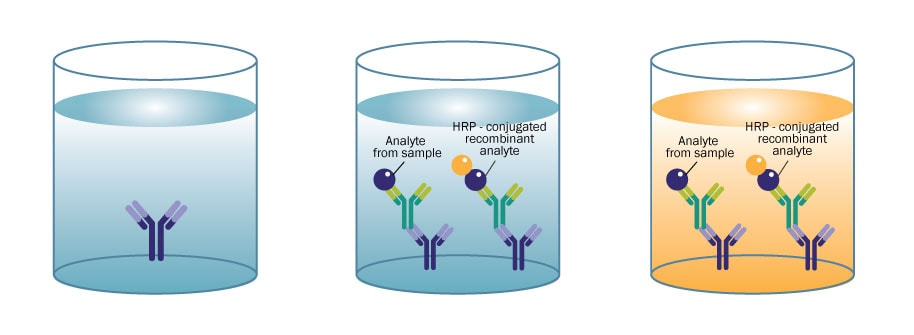 Analyte
from sample
HRP - conjugated
recombinant
analyte
Analyte
from sample
HRP - conjugated
recombinant
analyte